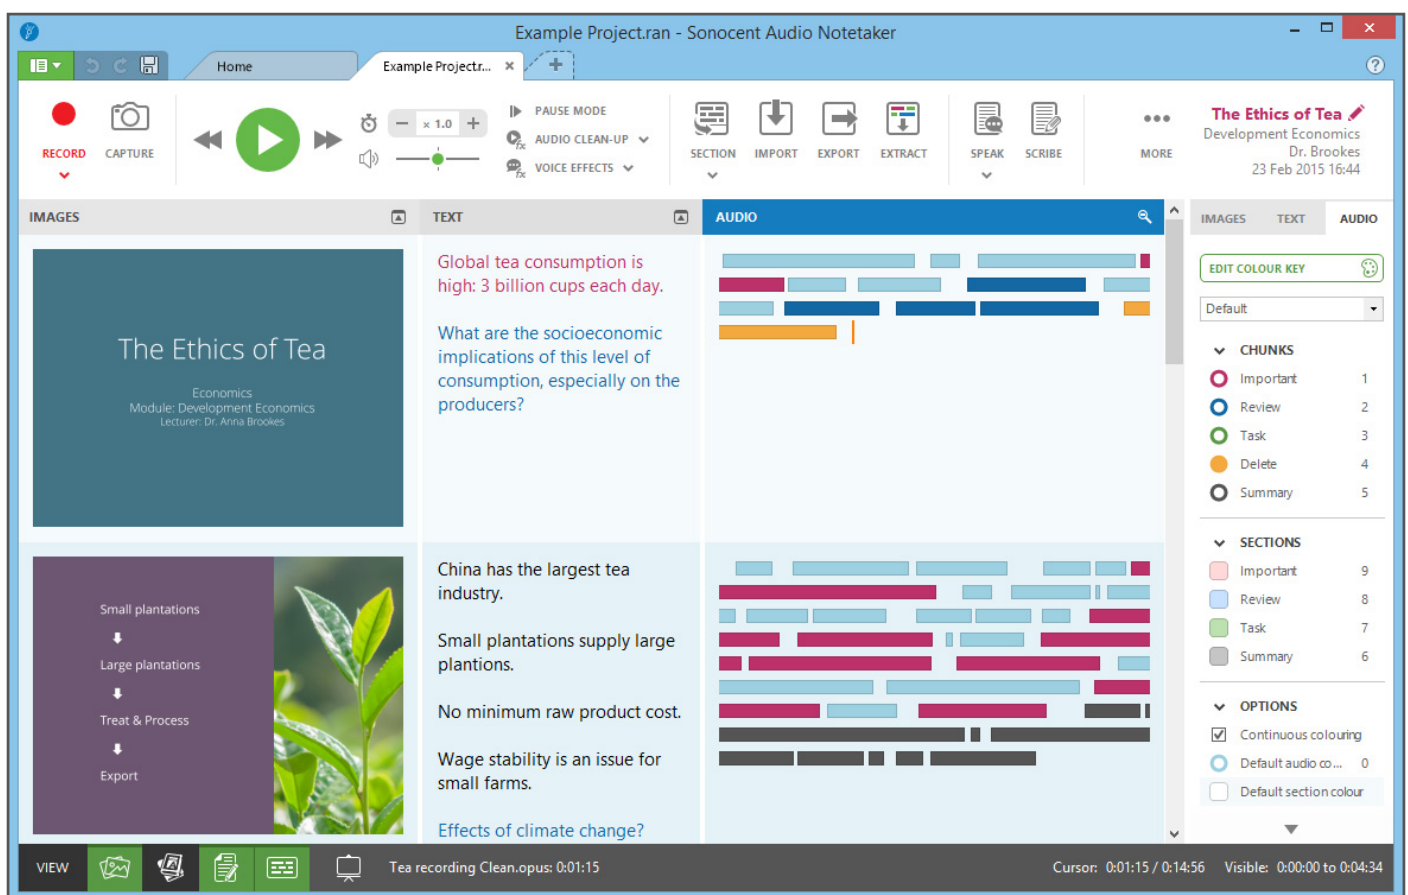 Example Project.ran - Sonocent Audio Notetaker
Home
Example Project.r...
RECORD
CAPTURE
× 1.0
PAUSE MODE
AUDIO CLEAN-UP
VOICE EFFECTS
SECTION
IMPORT
EXPORT
EXTRACT
SPEAK
SCRIBE
MORE
The Ethics of Tea
Development Economics
Dr. Brookes
23 Feb 2015 16:44
IMAGES
TEXT
AUDIO
The Ethics of Tea
Economics
Module: Development Economics
Lecturer: Dr. Anna Brookes
Global tea consumption is
high: 3 billion cups each day.
What are the socioeconomic
implications of this level of
consumption, especially on the
producers?
Small plantations
Large plantations
Treat & Process
Export
China has the largest tea
industry.
Small plantations supply large
plantions.
No minimum raw product cost.
Wage stability is an issue for
small farms.
Effects of climate change?
IMAGES TEXT AUDIO
EDIT COLOUR KEY
Default
CHUNKS
Important 1
Review 2
Task 3
Delete 4
Summary 5
SECTIONS
Important 9
Review 8
Task 7
Summary 6
OPTIONS
Continuous colouring
Default audio co... 0
Default section colour
VIEW
Tea recording Clean.opus: 0:01:15
Cursor: 0:01:15 / 0:14:56
Visible: 0:00:00 to 0:04:34